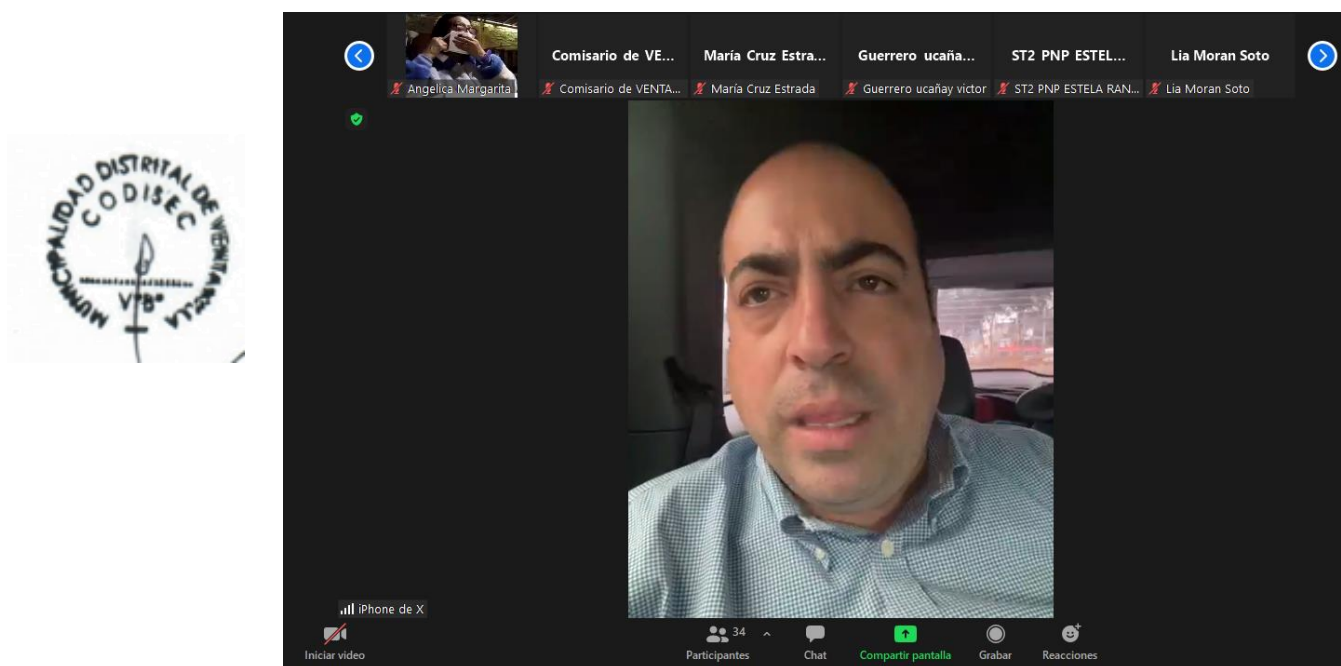 MUNICIPALIDAD DISTRITAL DE VENTANILLA
CODISEC
V°B°
Comisario de VE...
María Cruz Estra...
Guerrero ucaña...
ST2 PNP ESTEL...
Lia Moran Soto
Angelica Margarita
Comisario de VENTA...
María Cruz Estrada
Guerrero ucañay victor
ST2 PNP ESTELA RAN...
Lia Moran Soto
iPhone de X
Iniciar video
34
Participantes
Chat
Compartir pantalla
Grabar
Reacciones